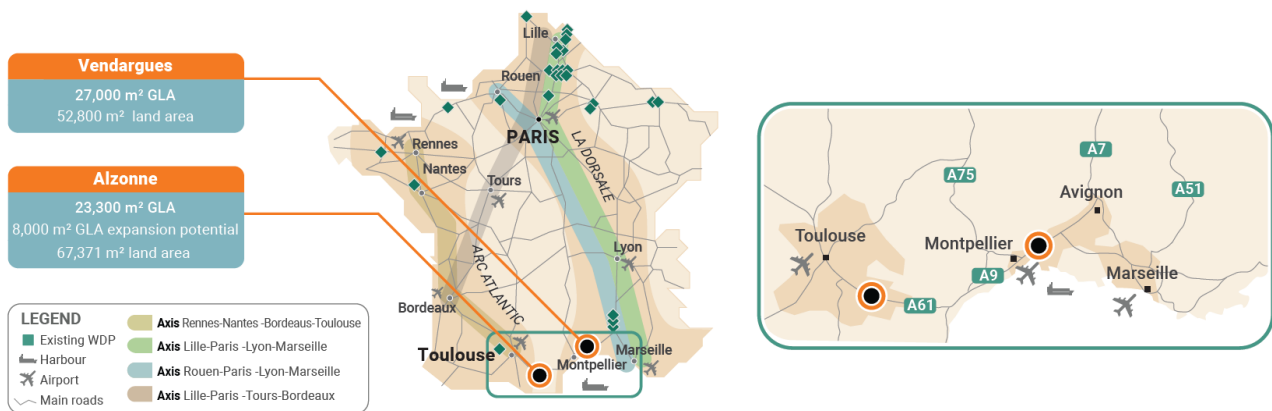 Vendargues
27,000 m² GLA
52,800 m² land area
Alzonne
23,300 m² GLA
8,000 m² GLA expansion potential
67,371 m² land area
LEGEND
Existing WDP
Harbour
Airport
Main roads
Axis Rennes-Nantes -Bordeaus-Toulouse
Axis Lille-Paris -Lyon-Marseille
Axis Rouen-Paris -Lyon-Marseille
Axis Lille-Paris -Tours-Bordeaux
Lille
Rouen
PARIS
Rennes
Nantes
Tours
LA DORSALE
Lyon
ARC ATLANTIC
Bordeaux
Toulouse
Montpellier
Marseille
A7
A75
A51
Avignon
Toulouse
Montpellier
A9
Marseille
A61